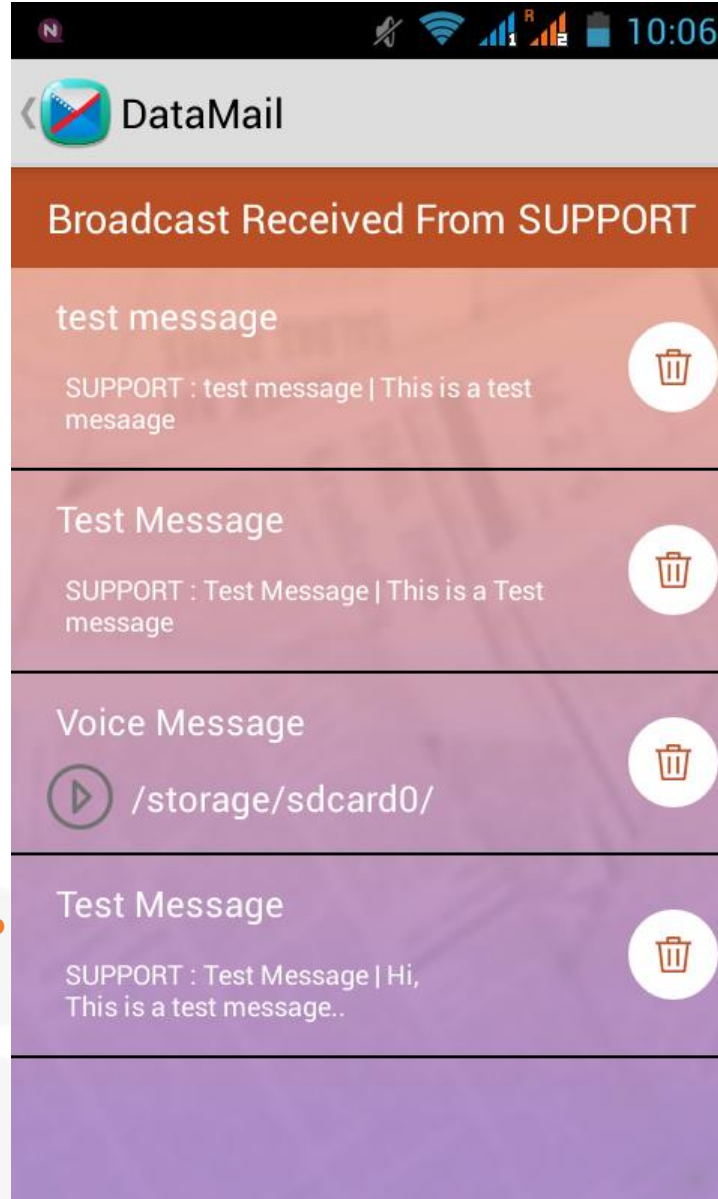 N
R
1
2
10:06
DataMail
Broadcast Received From SUPPORT
test message
SUPPORT : test message | This is a test
mesaage
Test Message
SUPPORT : Test Message | This is a Test
message
Voice Message
/storage/sdcard0/
Test Message
SUPPORT : Test Message | Hi,
This is a test message..